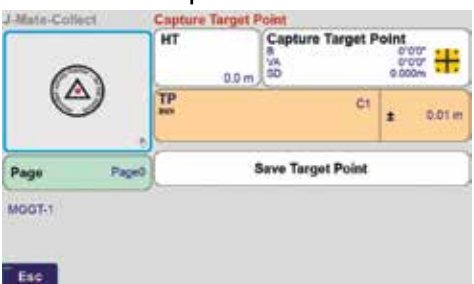 J-Mate-Collect
Capture Target Point
HT
0.0 m
Capture Target Point
B 0°0'0"
VA 0°0'0"
SD 0.000m
TP
C1
± 0.01 m
Page Page0
Save Target Point
MGGT-1
Esc